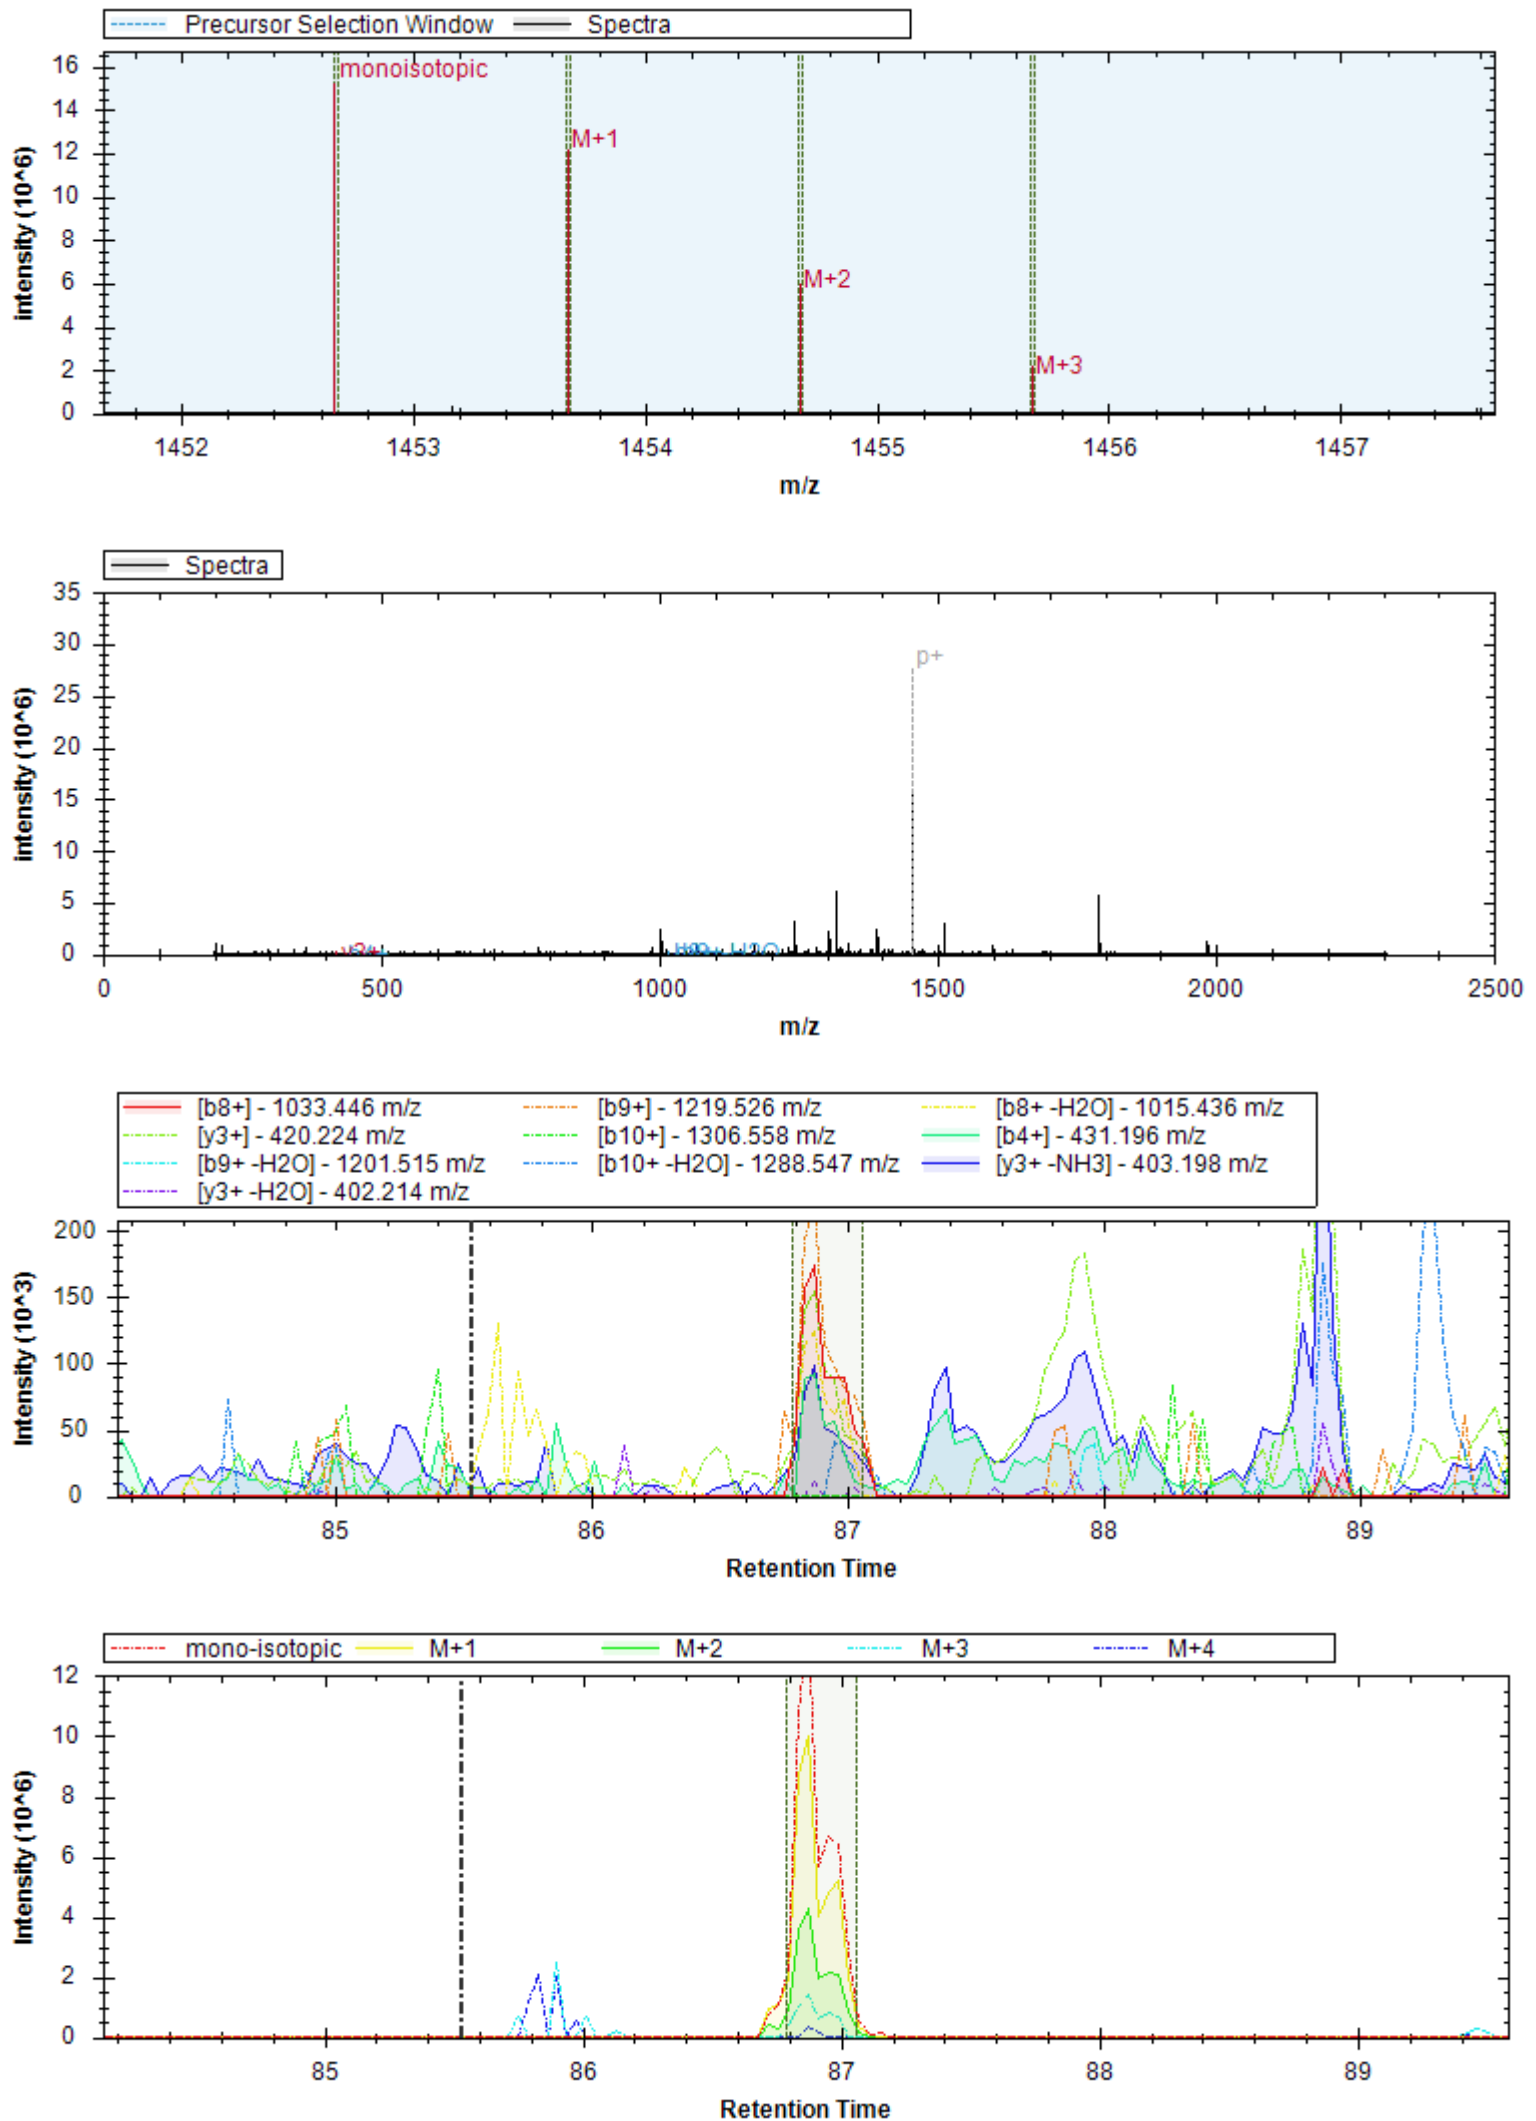 Precursor Selection Window Spectra
monoisotopic
M+1
M+2
M+3
16
14
12
10
8
6
4
2
0
intensity (10^6)
1452 1453 1454 1455 1456 1457
m/z
Spectra
p+
35
30
25
20
15
10
5
0
intensity (10^6)
0 500 1000 1500 2000 2500
m/z
[b8+] - 1033.446 m/z [b9+] - 1219.526 m/z [b8+ -H2O] - 1015.436 m/z
[y3+] - 420.224 m/z [b10+] - 1306.558 m/z [b4+] - 431.196 m/z
[b9+ -H2O] - 1201.515 m/z [b10+ -H2O] - 1288.547 m/z [y3+ -NH3] - 403.198 m/z
[y3+ -H2O] - 402.214 m/z
200
150
100
50
0
Intensity (10^3)
85 86 87 88 89
Retention Time
mono-isotopic M+1 M+2 M+3 M+4
12
10
8
6
4
2
0
Intensity (10^6)
85 86 87 88 89
Retention Time